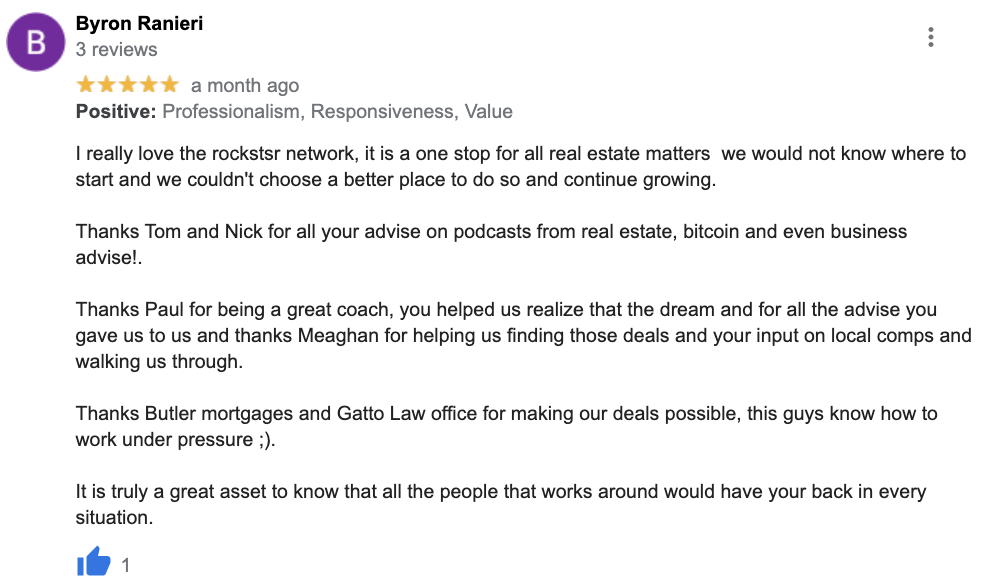 B
Byron Ranieri
3 reviews
a month ago
Positive: Professionalism, Responsiveness, Value
I really love the rockstsr network, it is a one stop for all real estate matters  we would not know where to
start and we couldn't choose a better place to do so and continue growing.
Thanks Tom and Nick for all your advise on podcasts from real estate, bitcoin and even business
advise!.
Thanks Paul for being a great coach, you helped us realize that the dream and for all the advise you
gave us to us and thanks Meaghan for helping us finding those deals and your input on local comps and
walking us through.
Thanks Butler mortgages and Gatto Law office for making our deals possible, this guys know how to
work under pressure ;).
It is truly a great asset to know that all the people that works around would have your back in every
situation.
1